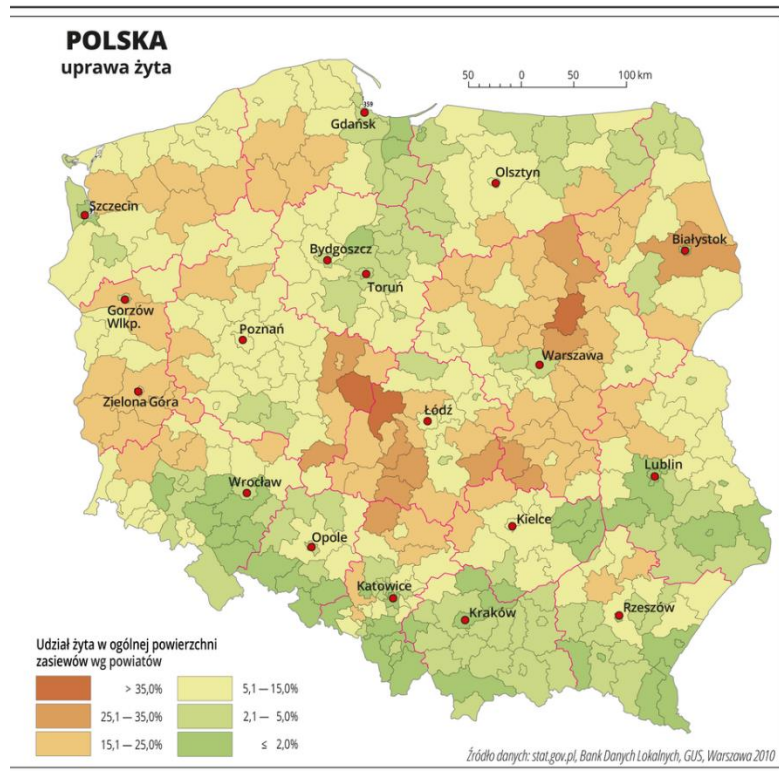 POLSKA
uprawa żyta
50 0 50 100 km
159
Gdańsk
Olsztyn
Szczecin
Białystok
Bydgoszcz
Toruń
Gorzów
Wlkp.
Poznań
Warszawa
Zielona Góra
Łódź
Lublin
Wrocław
Kielce
Opole
Katowice
Kraków
Rzeszów
Udział żyta w ogólnej powierzchni
zasiewów wg powiatów
> 35,0% 5,1 — 15,0%
25,1 — 35,0% 2,1 — 5,0%
15,1 — 25,0% ≤ 2,0%
Źródło danych: stat.gov.pl, Bank Danych Lokalnych, GUS, Warszawa 2010